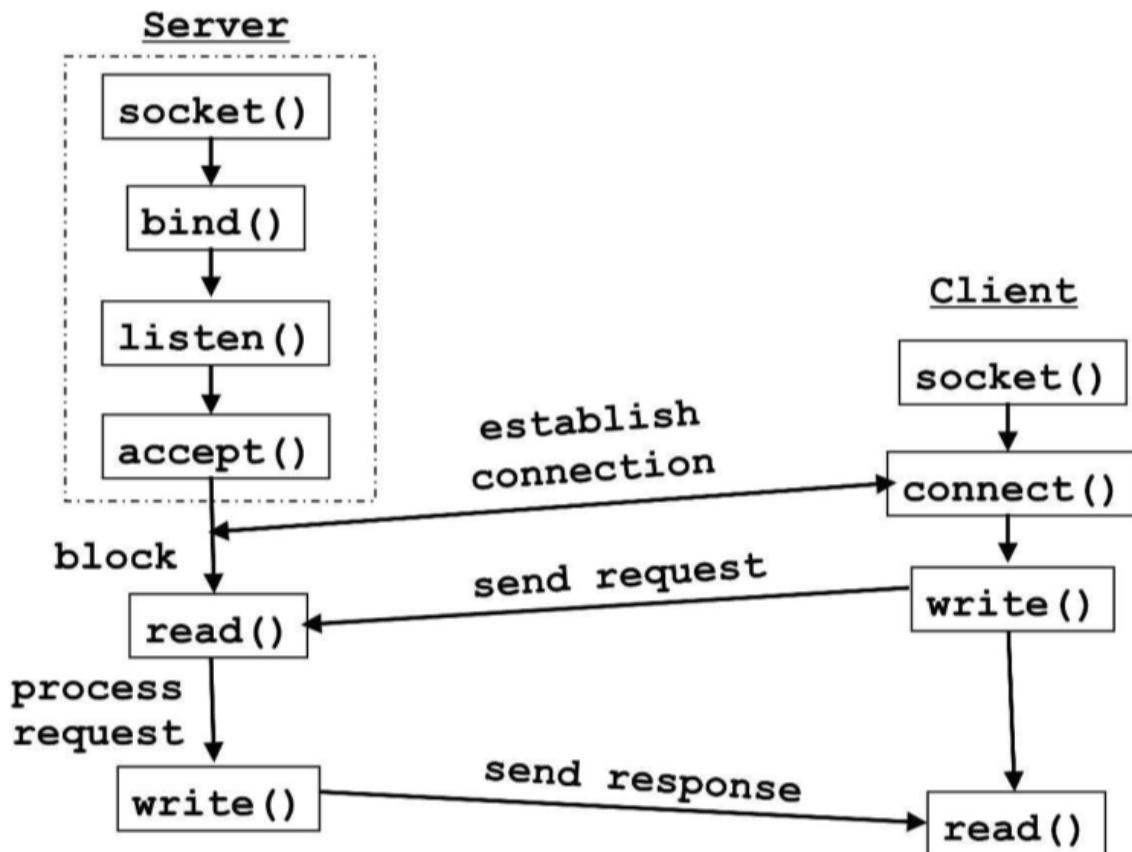 Server
socket()
bind()
listen()
accept()
block
read()
process
request
write()
establish
connection
send request
send response
Client
socket()
connect()
write()
read()